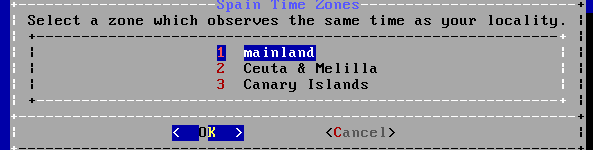 Spain Time Zones
Select a zone which observes the same time as your locality.
1 mainland
2 Ceuta & Melilla
3 Canary Islands
< OK > <Cancel>